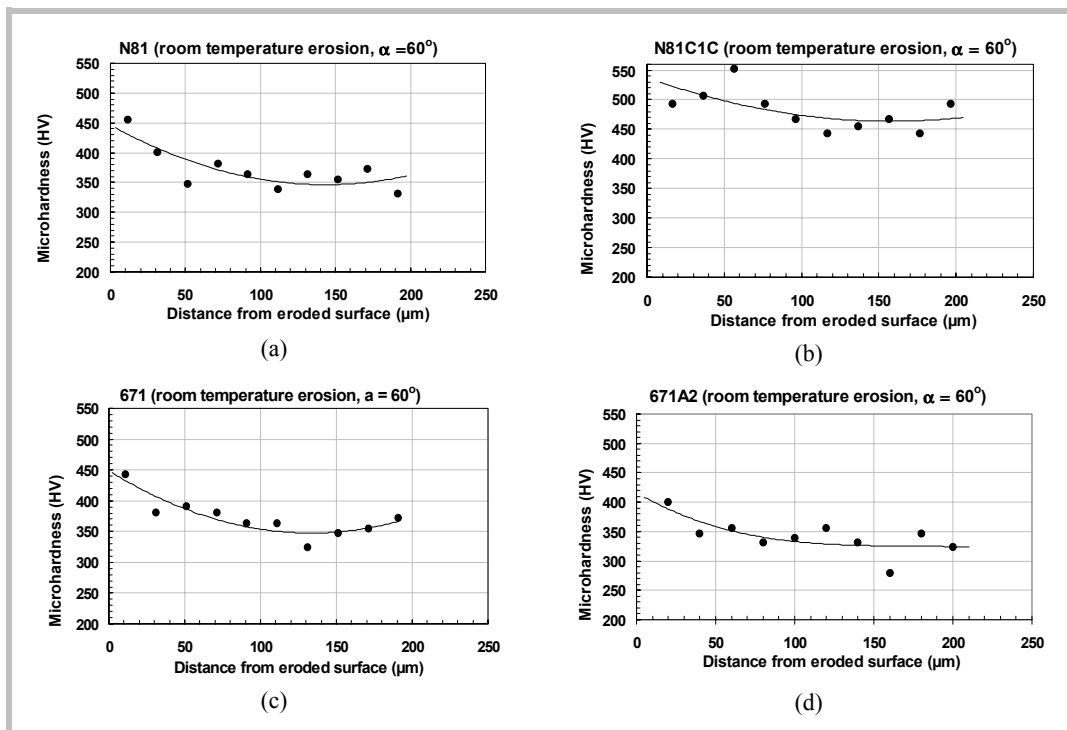 N81 (room temperature erosion, α =60°)
550
500
450
400
350
300
250
200
Microhardness (HV)
0 50 100 150 200 250
Distance from eroded surface (µm)
(a)
N81C1C (room temperature erosion, α = 60°)
550
500
450
400
350
300
250
200
Microhardness (HV)
0 50 100 150 200 250
Distance from eroded surface (µm)
(b)
671 (room temperature erosion, a = 60°)
550
500
450
400
350
300
250
200
Microhardness (HV)
0 50 100 150 200 250
Distance from eroded surface (µm)
(c)
671A2 (room temperature erosion, α = 60°)
550
500
450
400
350
300
250
200
Microhardness (HV)
0 50 100 150 200 250
Distance from eroded surface (µm)
(d)